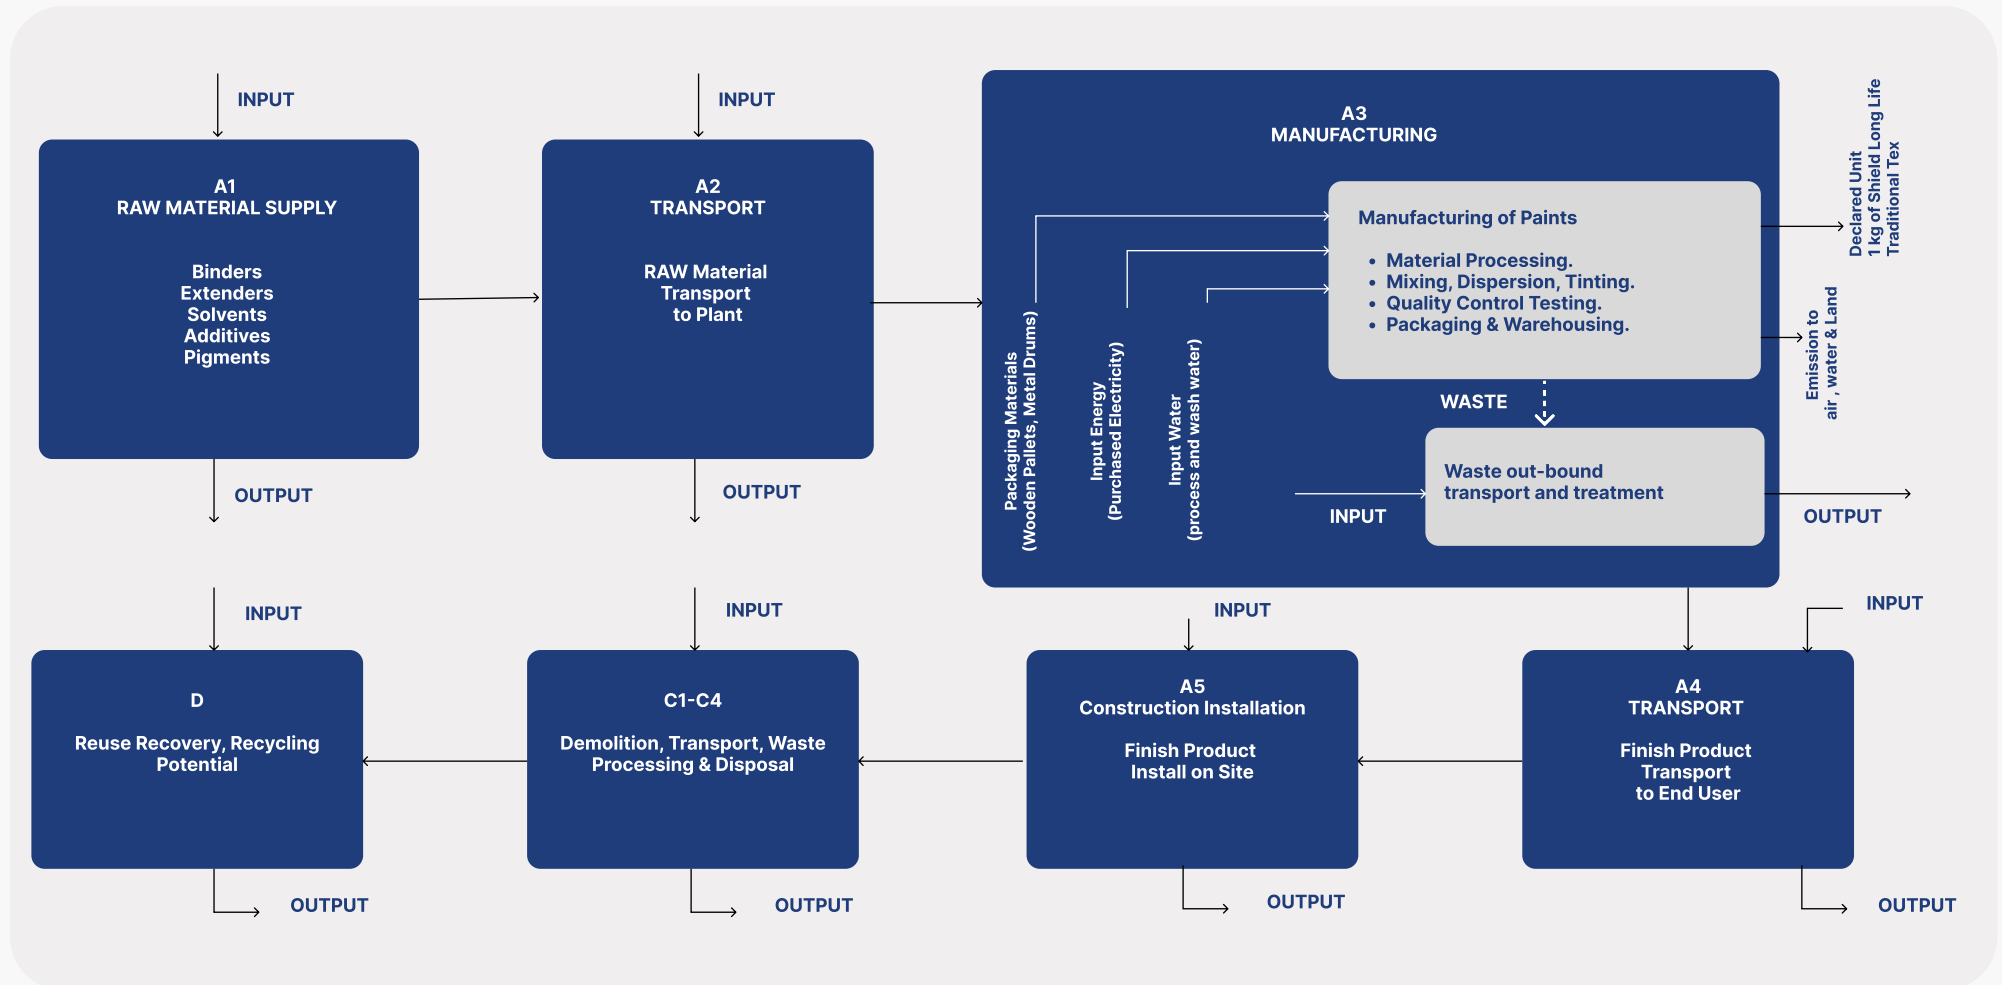 INPUT
A1
RAW MATERIAL SUPPLY
Binders
Extenders
Solvents
Additives
Pigments
OUTPUT
INPUT
A2
TRANSPORT
RAW Material
Transport
to Plant
OUTPUT
A3
MANUFACTURING
Packaging Materials
(Wooden Pallets, Metal Drums)
Input Energy
(Purchased Electricity)
Input Water
(process and wash water)
Manufacturing of Paints
• Material Processing.
• Mixing, Dispersion, Tinting.
• Quality Control Testing.
• Packaging & Warehousing.
WASTE
Waste out-bound
transport and treatment
INPUT
OUTPUT
Declared Unit
1 kg of Shield Long Life
Traditional Tex
Emission to
air , water & Land
INPUT
D
Reuse Recovery, Recycling
Potential
OUTPUT
INPUT
C1-C4
Demolition, Transport, Waste
Processing & Disposal
OUTPUT
INPUT
A5
Construction Installation
Finish Product
Install on Site
OUTPUT
INPUT
A4
TRANSPORT
Finish Product
Transport
to End User
OUTPUT